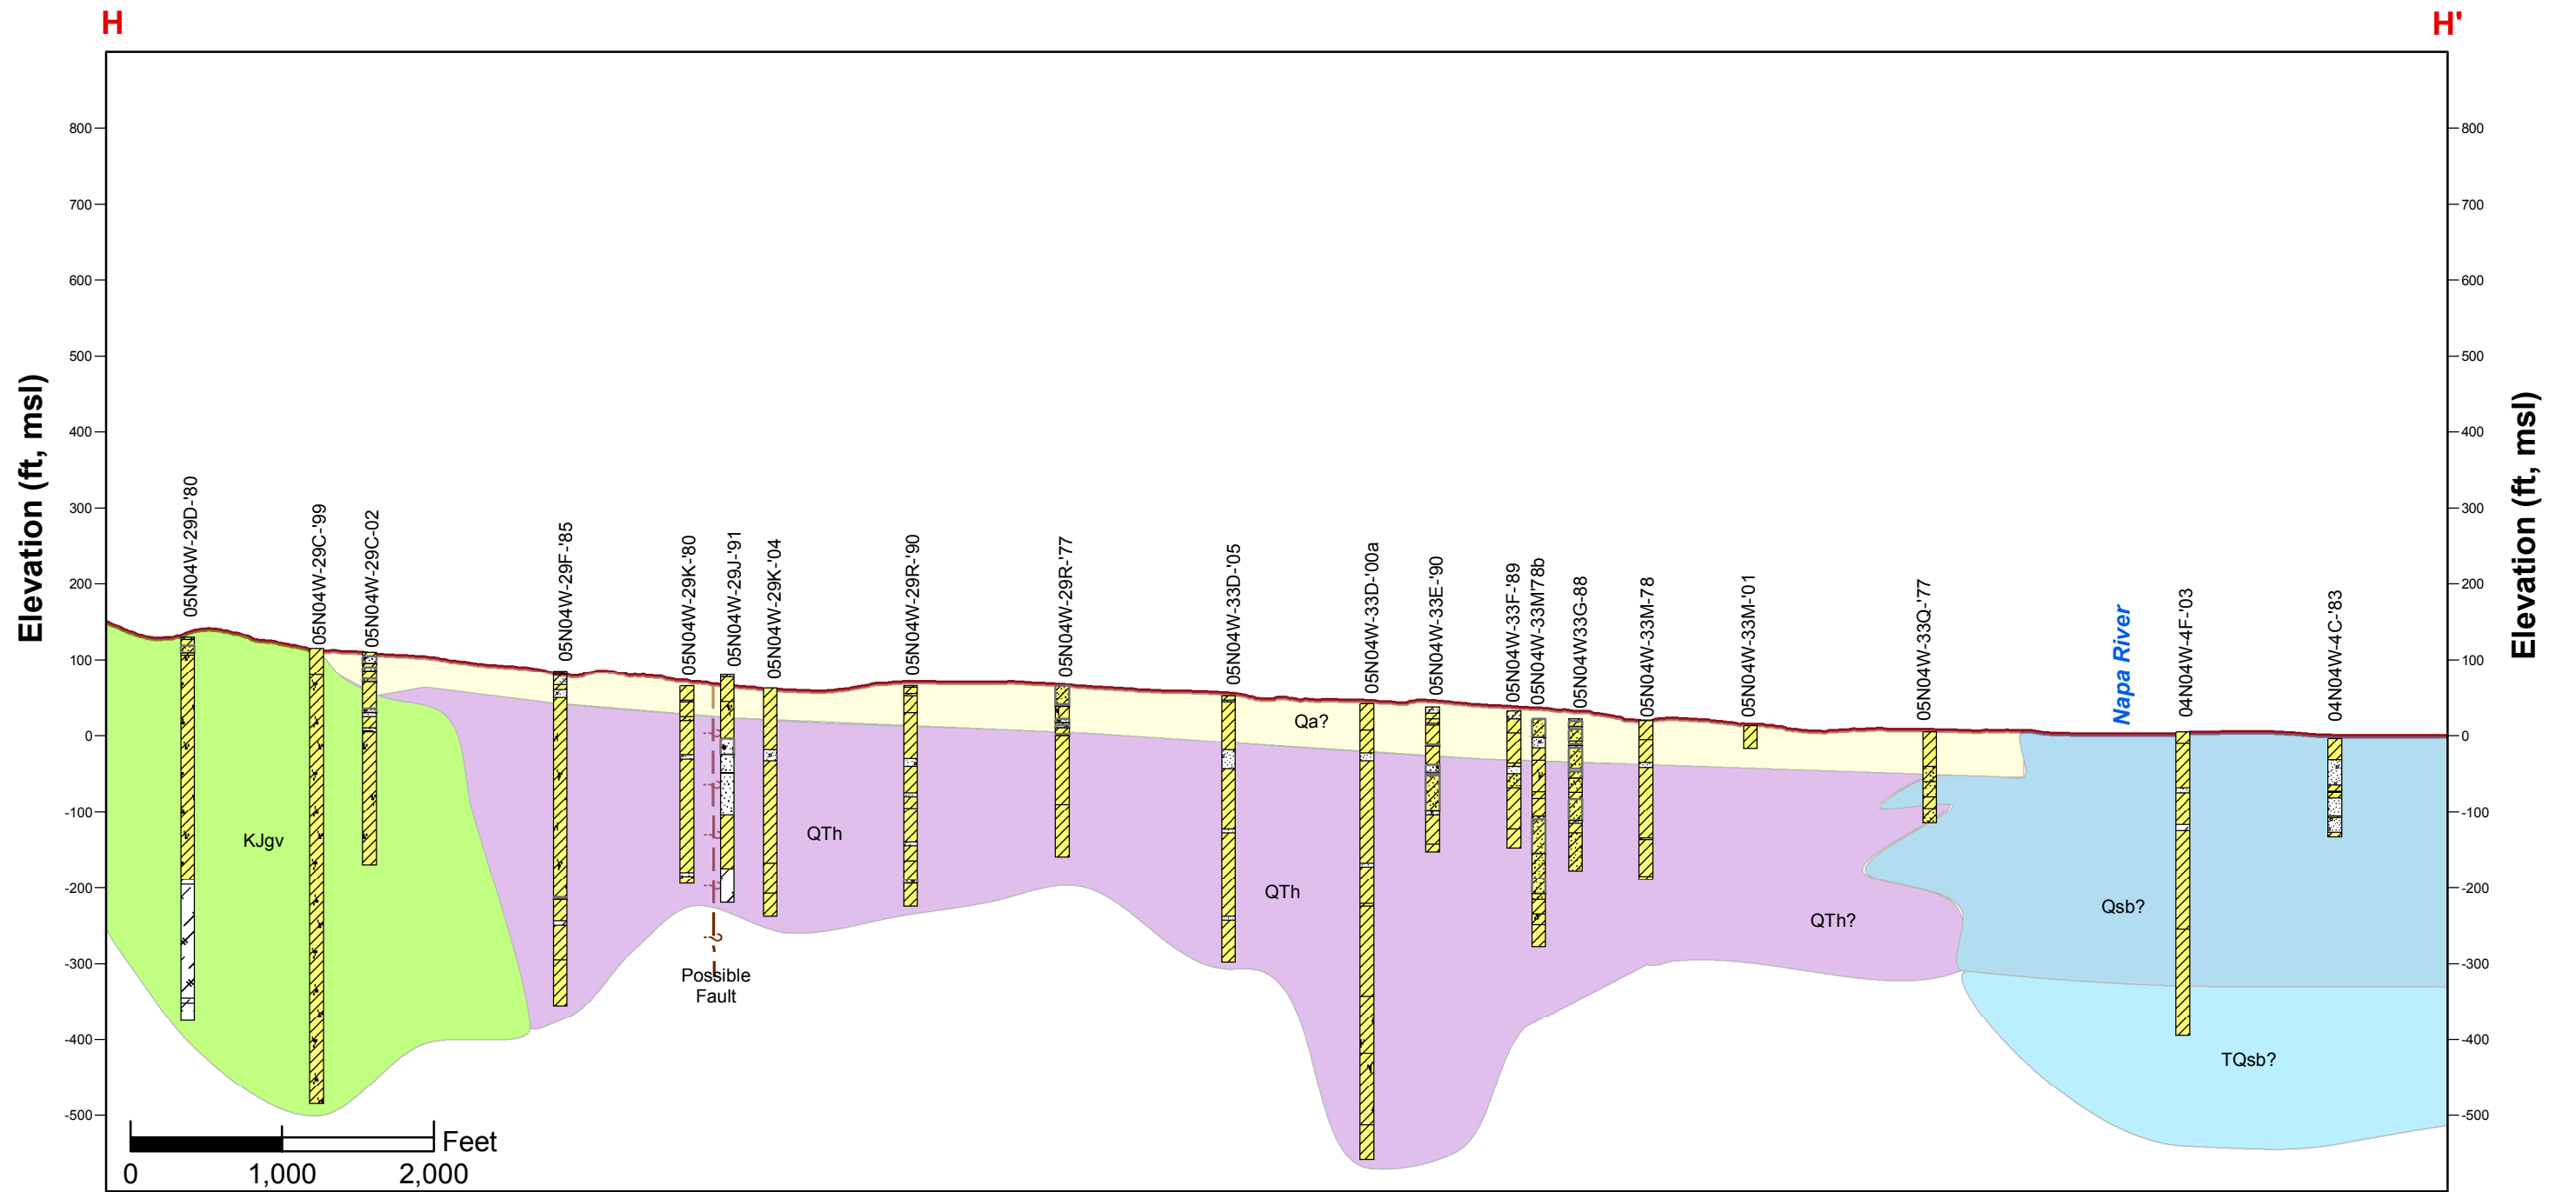 H
H'
Elevation (ft, msl)
Elevation (ft, msl)
800
700
600
500
400
300
200
100
0
-100
-200
-300
-400
-500
800
700
600
500
400
300
200
100
0
-100
-200
-300
-400
-500
05N04W-29D-'80
05N04W-29C-'99
05N04W-29C-02
05N04W-29F-'85
05N04W-29K-'80
05N04W-29J-'91
05N04W-29K-'04
05N04W-29R-'90
05N04W-29R-'77
05N04W-33D-'05
05N04W-33D-'00a
05N04W-33E-'90
05N04W-33F-'89
05N04W-33M'78b
05N04W33G-88
05N04W-33M-78
05N04W-33M-'01
05N04W-33Q-'77
Napa River
04N04W-4F-'03
04N04W-4C-'83
Qa?
KJgv
QTh
QTh
QTh?
Qsb?
TQsb?
?
?
?
?
?
Possible
Fault
Feet
0
1,000
2,000